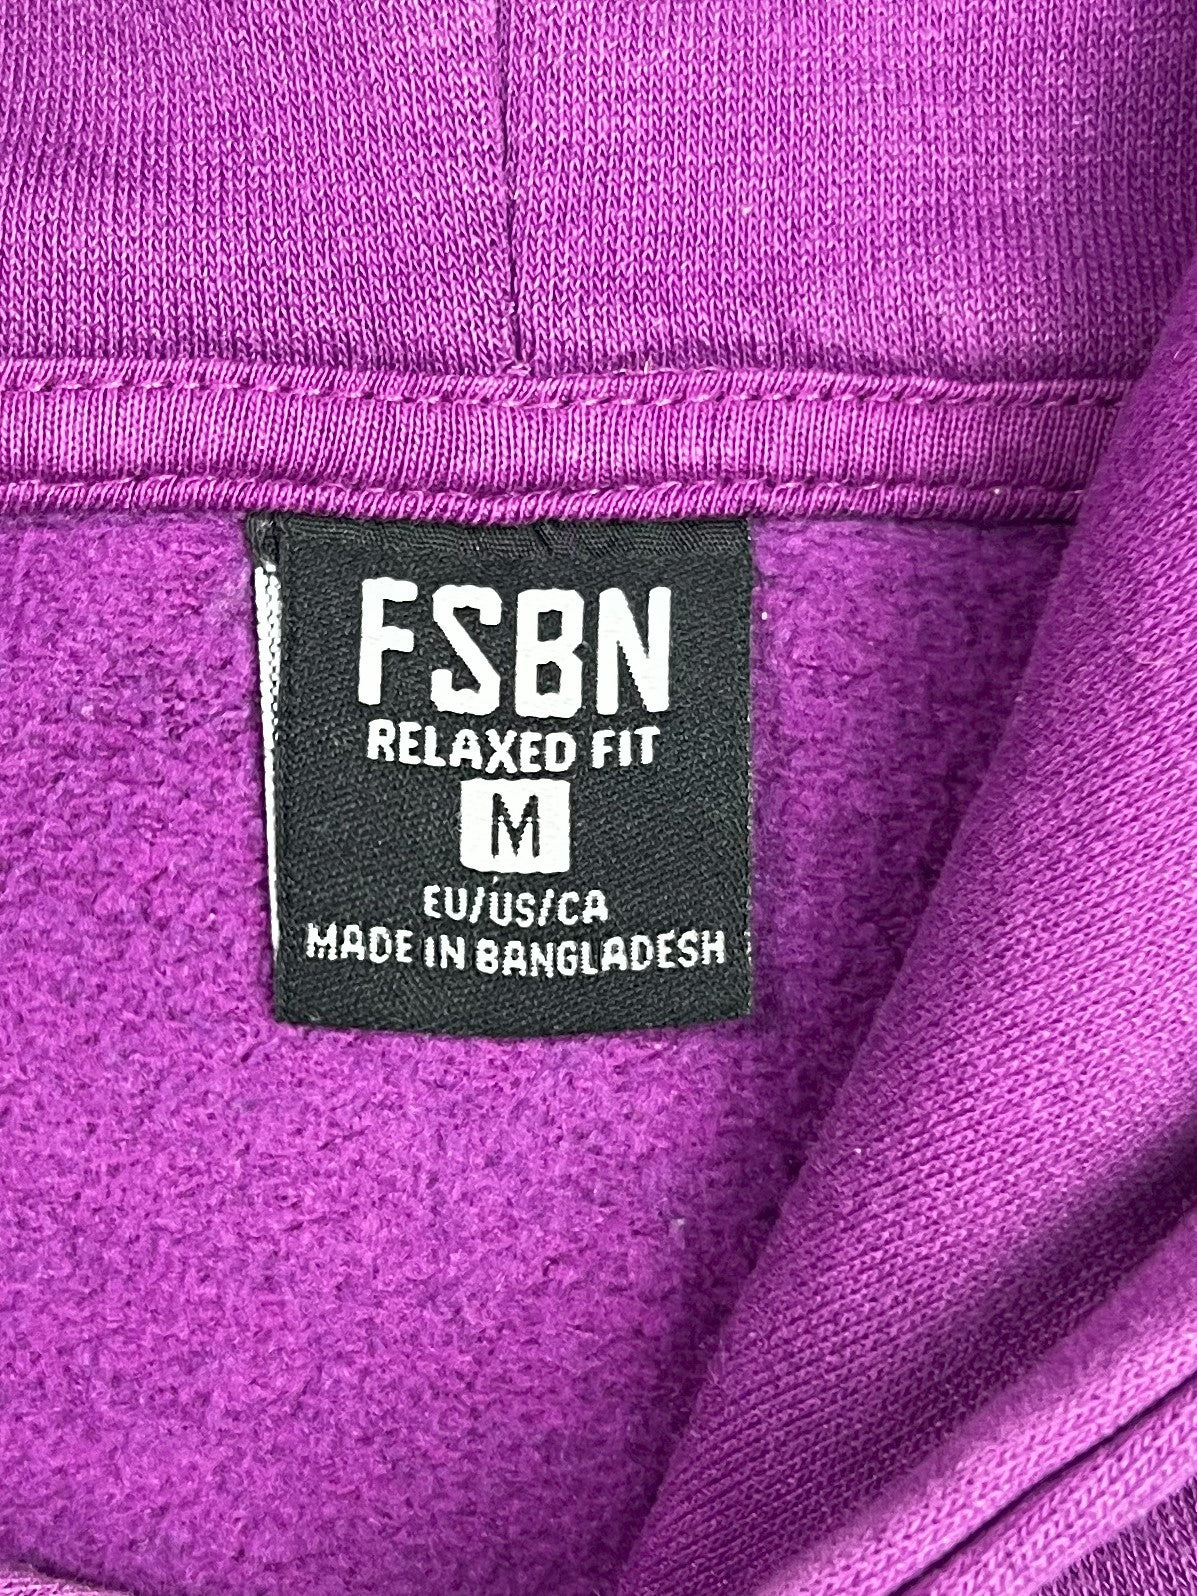 FSBN
RELAXED FIT
M
EU/US/CA
MADE IN BANGLADESH